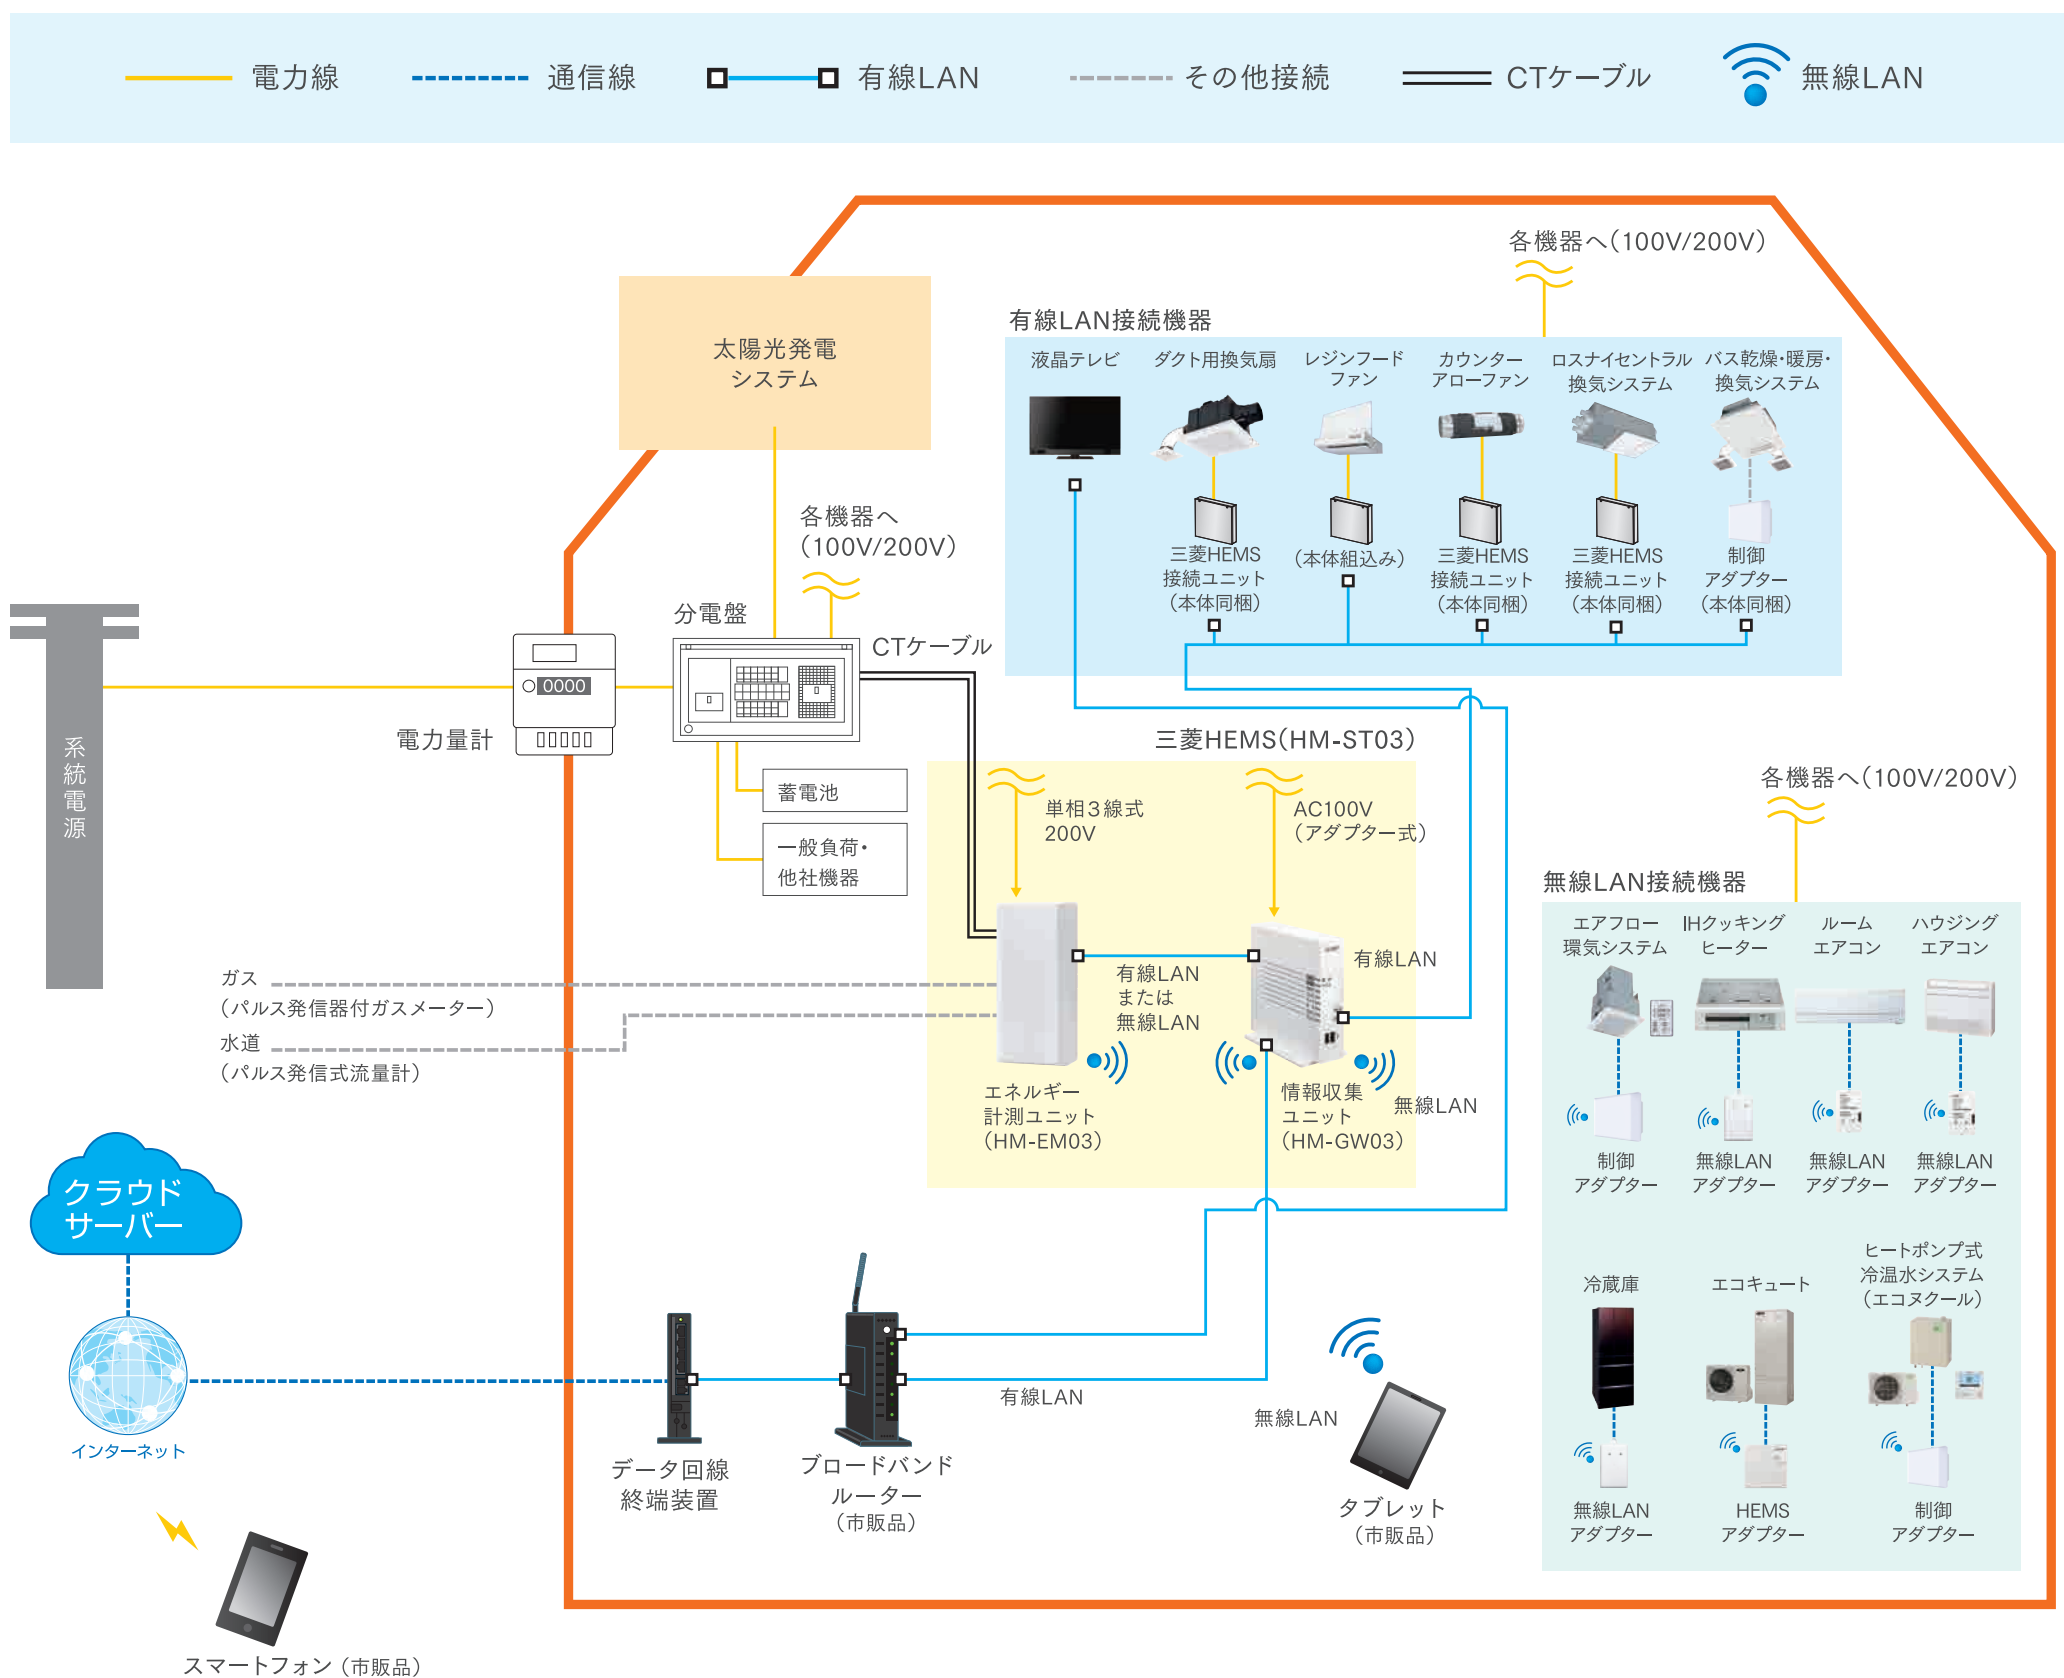 電力線
通信線
有線LAN
その他接続
CTケーブル
無線LAN
各機器へ(100V/200V)
有線LAN接続機器
液晶テレビ
ダクト用換気扇
レジンフード
ファン
カウンター
アローファン
ロスナイセントラル
換気システム
バス乾燥・暖房・
換気システム
三菱HEMS
接続ユニット
(本体同梱)
(本体組込み)
三菱HEMS
接続ユニット
(本体同梱)
三菱HEMS
接続ユニット
(本体同梱)
制御
アダプター
(本体同梱)
太陽光発電
システム
各機器へ
(100V/200V)
分電盤
CTケーブル
系統電源
0000
電力量計
蓄電池
一般負荷・
他社機器
三菱HEMS(HM-ST03)
単相3線式
200V
AC100V
(アダプター式)
有線LAN
または
無線LAN
有線LAN
無線LAN
エネルギー
計測ユニット
(HM-EM03)
情報収集
ユニット
(HM-GW03)
ガス
(パルス発信器付ガスメーター)
水道
(パルス発信式流量計)
各機器へ(100V/200V)
無線LAN接続機器
エアフロー
環気システム
IHクッキング
ヒーター
ルーム
エアコン
ハウジング
エアコン
制御
アダプター
無線LAN
アダプター
無線LAN
アダプター
無線LAN
アダプター
冷蔵庫
エコキュート
ヒートポンプ式
冷温水システム
(エコヌクール)
無線LAN
アダプター
HEMS
アダプター
制御
アダプター
クラウド
サーバー
インターネット
データ回線
終端装置
ブロードバンド
ルーター
(市販品)
有線LAN
無線LAN
タブレット
(市販品)
スマートフォン(市販品)